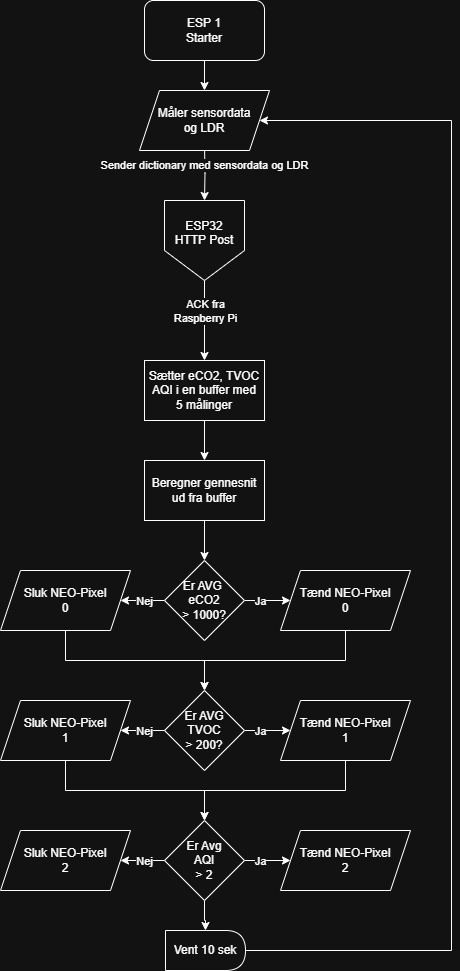 ESP 1
Starter
Måler sensordata
og LDR
Sender dictionary med sensordata og LDR
ESP32
HTTP Post
ACK fra
Raspberry Pi
Sætter eCO2, TVOC
AQI i en buffer med
5 målinger
Beregner gennesnit
ud fra buffer
Sluk NEO-Pixel
0
Nej
Er AVG
eCO2
> 1000?
Ja
Tænd NEO-Pixel
0
Sluk NEO-Pixel
1
Nej
Er AVG
TVOC
> 200?
Ja
Tænd NEO-Pixel
1
Sluk NEO-Pixel
2
Nej
Er Avg
AQI
> 2
Ja
Tænd NEO-Pixel
2
Vent 10 sek